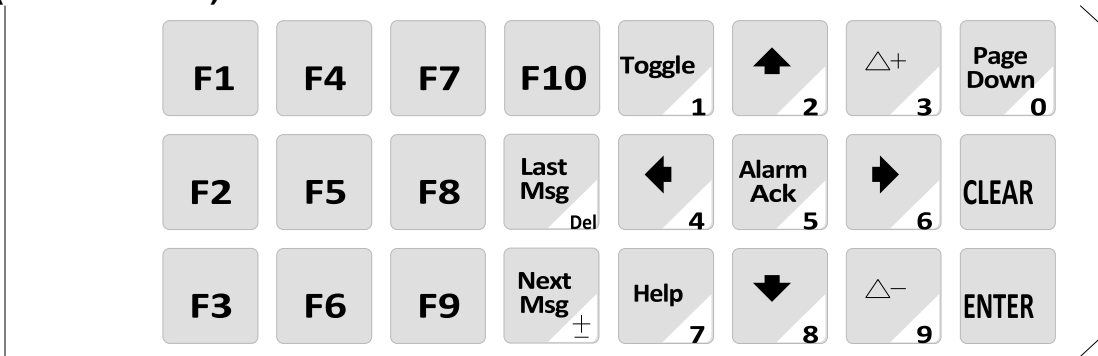 F1 F4 F7 F10 Toggle 1 ↑ 2 △+ 3 Page Down 0
F2 F5 F8 Last Msg Del ← 4 Alarm Ack 5 → 6 CLEAR
F3 F6 F9 Next Msg ± Help 7 ↓ 8 △− 9 ENTER